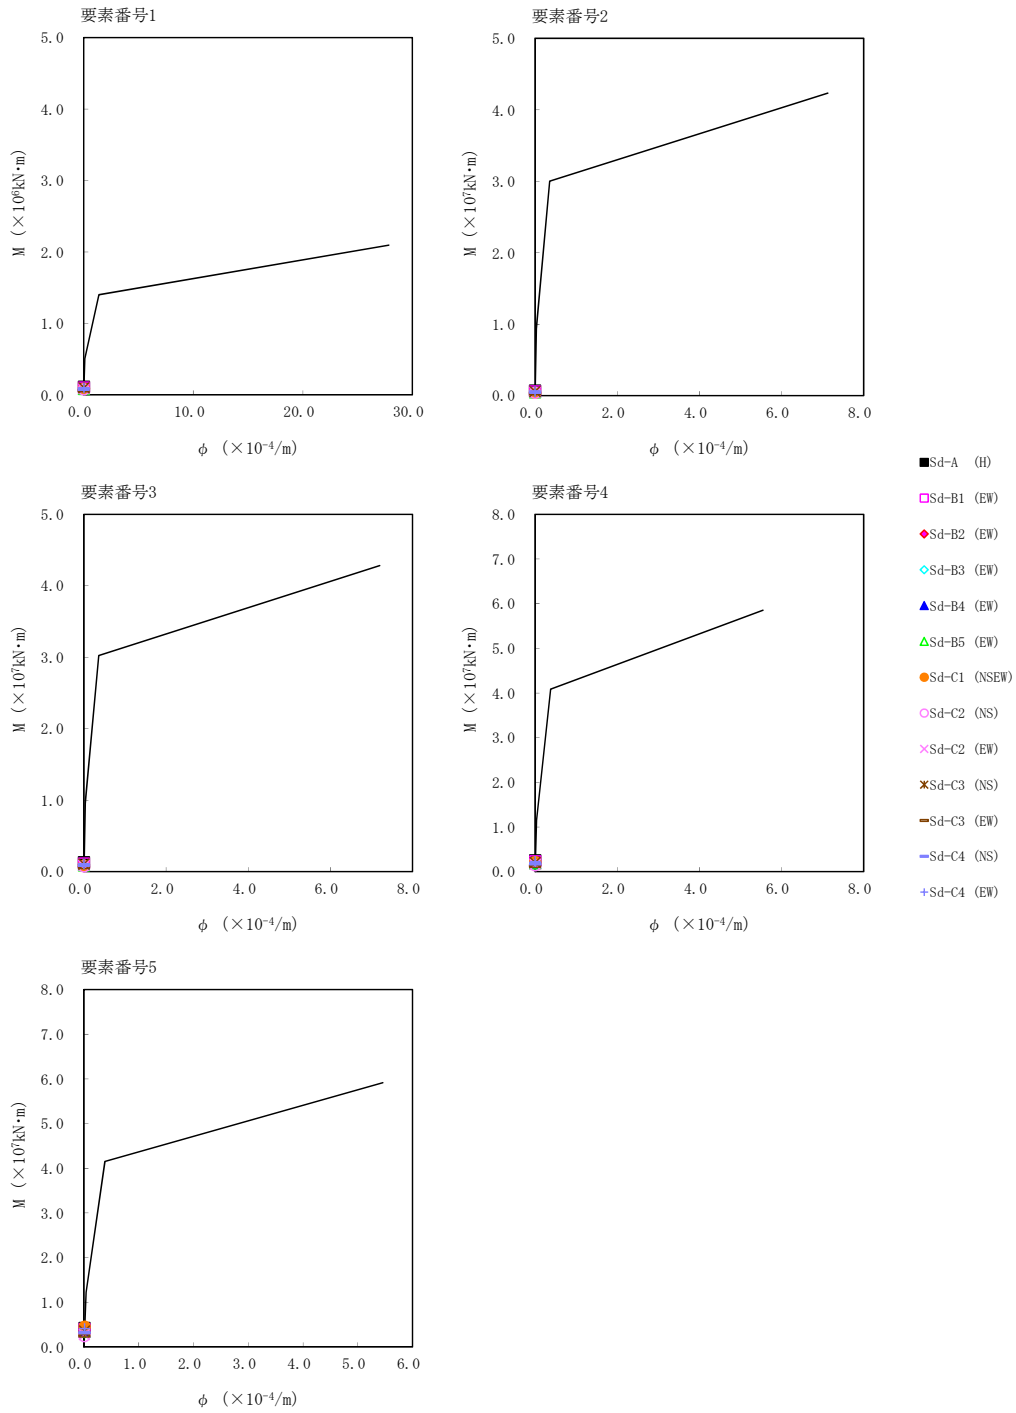 要素番号1
5.0
4.0
3.0
2.0
1.0
0.0
M (×10⁶kN・m)
0.0 10.0 20.0 30.0
φ (×10⁻⁴/m)
要素番号2
5.0
4.0
3.0
2.0
1.0
0.0
M (×10⁷kN・m)
0.0 2.0 4.0 6.0 8.0
φ (×10⁻⁴/m)
要素番号3
5.0
4.0
3.0
2.0
1.0
0.0
M (×10⁷kN・m)
0.0 2.0 4.0 6.0 8.0
φ (×10⁻⁴/m)
要素番号4
8.0
7.0
6.0
5.0
4.0
3.0
2.0
1.0
0.0
M (×10⁷kN・m)
0.0 2.0 4.0 6.0 8.0
φ (×10⁻⁴/m)
Sd-A (H)
Sd-B1 (EW)
Sd-B2 (EW)
Sd-B3 (EW)
Sd-B4 (EW)
Sd-B5 (EW)
Sd-C1 (NSEW)
Sd-C2 (NS)
Sd-C2 (EW)
Sd-C3 (NS)
Sd-C3 (EW)
Sd-C4 (NS)
Sd-C4 (EW)
要素番号5
8.0
7.0
6.0
5.0
4.0
3.0
2.0
1.0
0.0
M (×10⁷kN・m)
0.0 1.0 2.0 3.0 4.0 5.0 6.0
φ (×10⁻⁴/m)